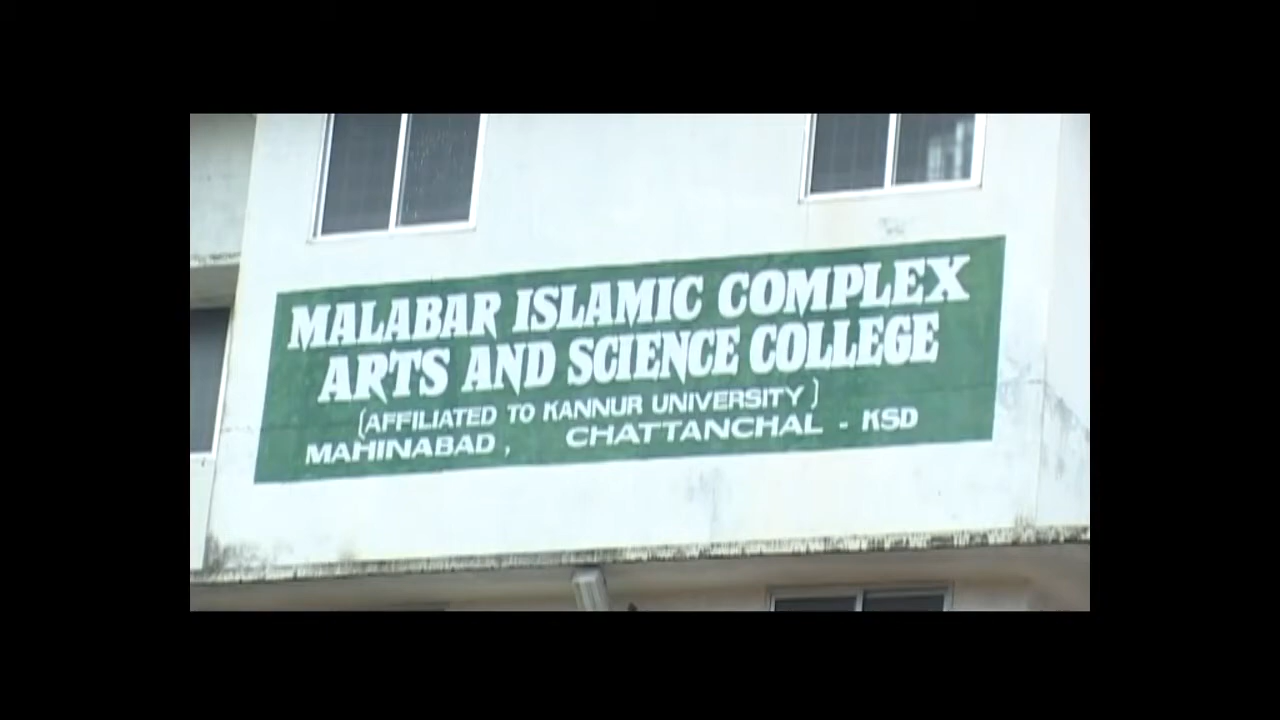 MALABAR ISLAMIC COMPLEX
ARTS AND SCIENCE COLLEGE
(AFFILIATED TO KANNUR UNIVERSITY)
MAHINABAD, CHATTANCHAL - KSD